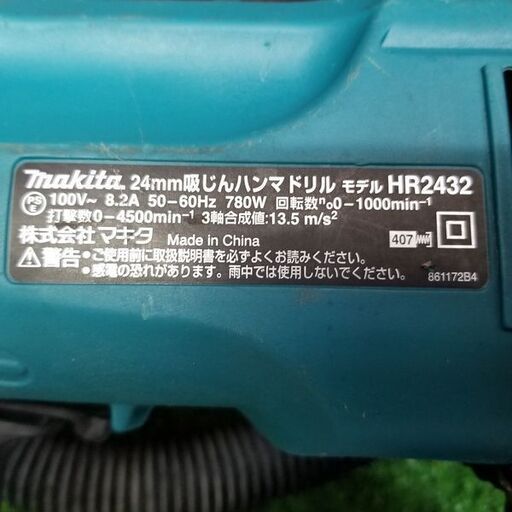 makita 24mm吸じんハンマドリル モデル HR2432
PSE 100V～ 8.2A 50-60Hz 780W 回転数ⁿo0-1000min⁻¹
打撃数0-4500min⁻¹ 3軸合成値:13.5 m/s²
株式会社マキタ Made in China 407
警告 ・ご使用前に取扱説明書を必ずよくお読みください。
・感電の恐れがあります。雨中では使用しないでください。
861172B4